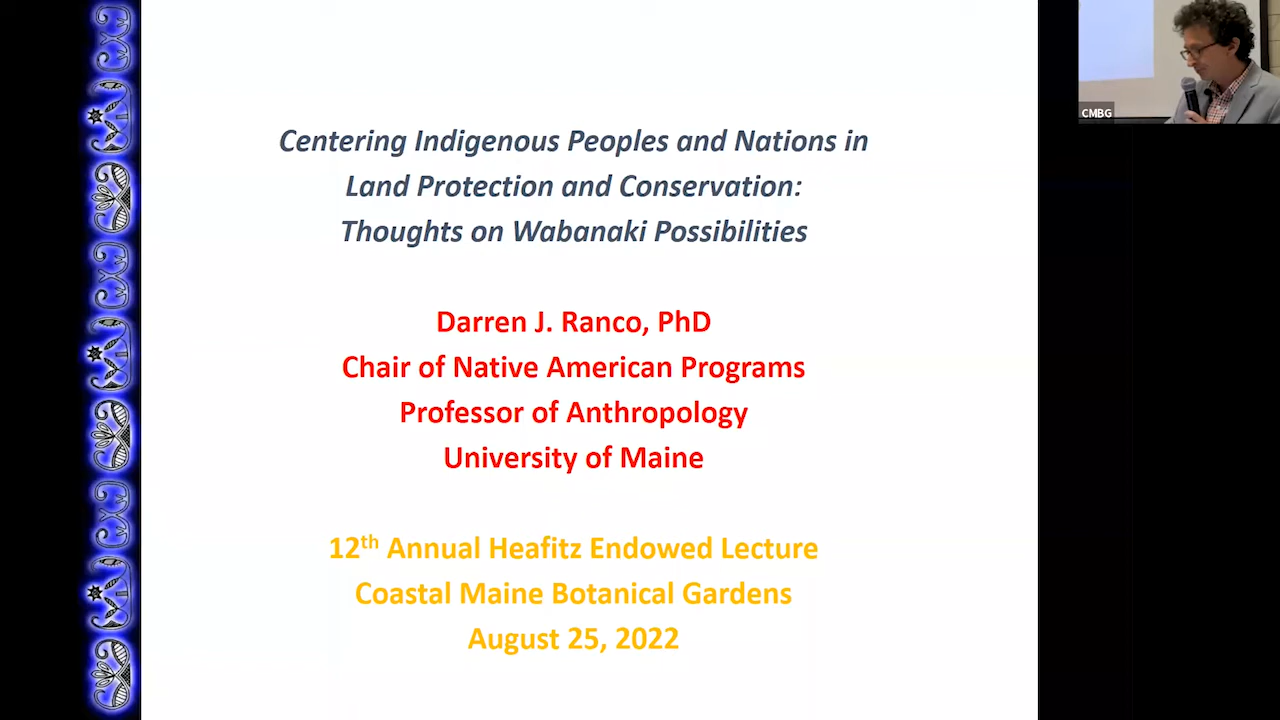 Centering Indigenous Peoples and Nations in
Land Protection and Conservation:
Thoughts on Wabanaki Possibilities
Darren J. Ranco, PhD
Chair of Native American Programs
Professor of Anthropology
University of Maine
12th Annual Heafitz Endowed Lecture
Coastal Maine Botanical Gardens
August 25, 2022
CMBG